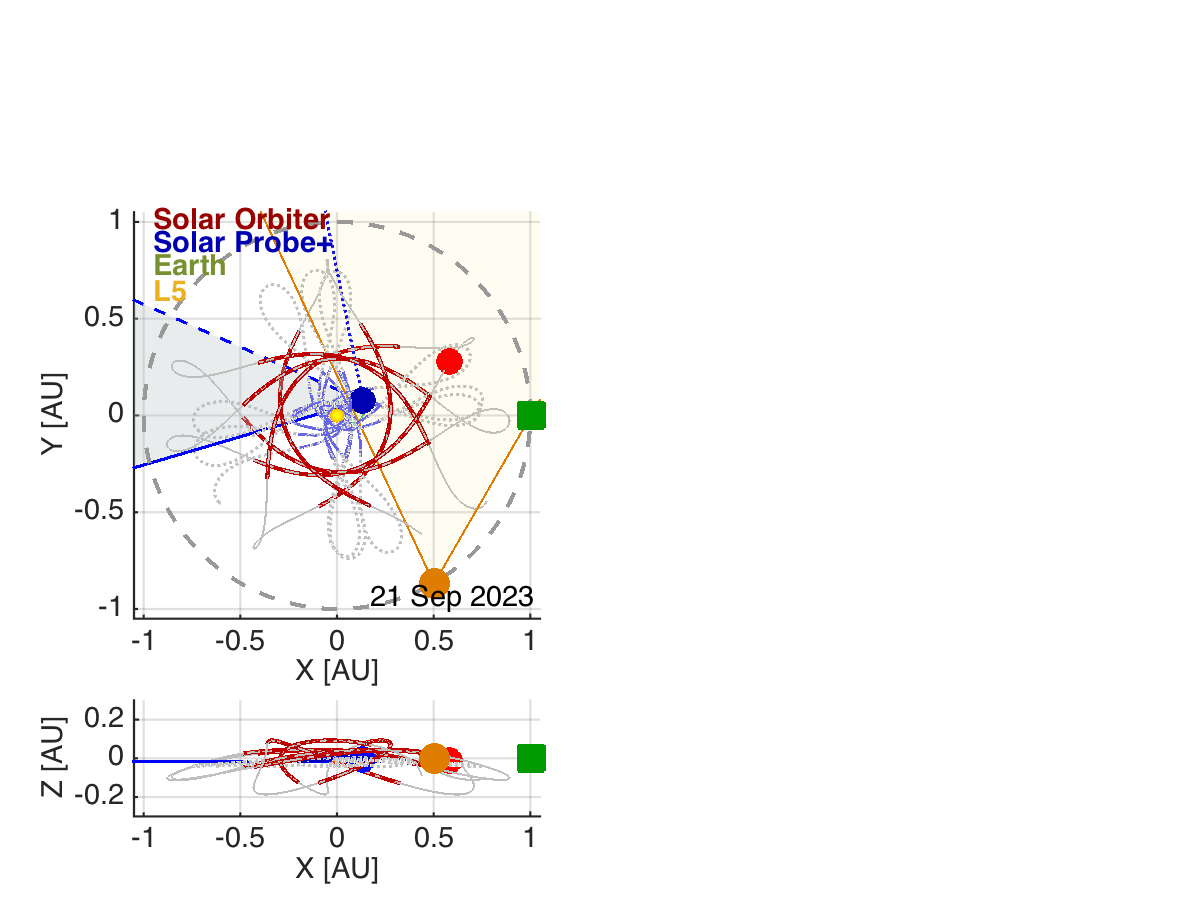 1
Solar Orbiter
Solar Probe+
Earth
L5
0.5
0
-0.5
-1
Y [AU]
21 Sep 2023
-1 -0.5 0 0.5 1
X [AU]
0.2
0
-0.2
Z [AU]
-1 -0.5 0 0.5 1
X [AU]